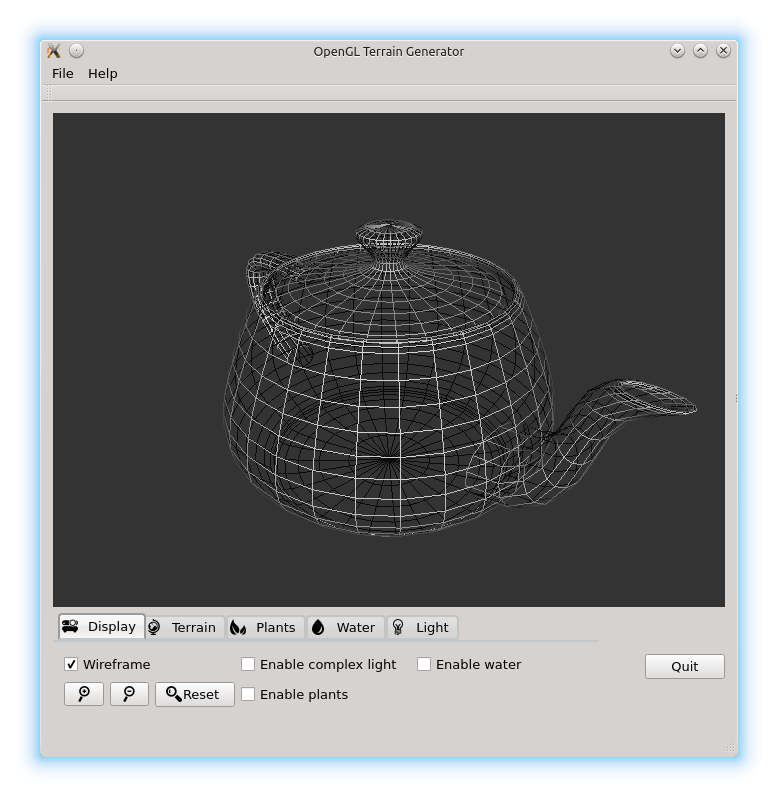 OpenGL Terrain Generator
File Help
Display Terrain Plants Water Light
Wireframe Enable complex light Enable water Quit
Reset Enable plants